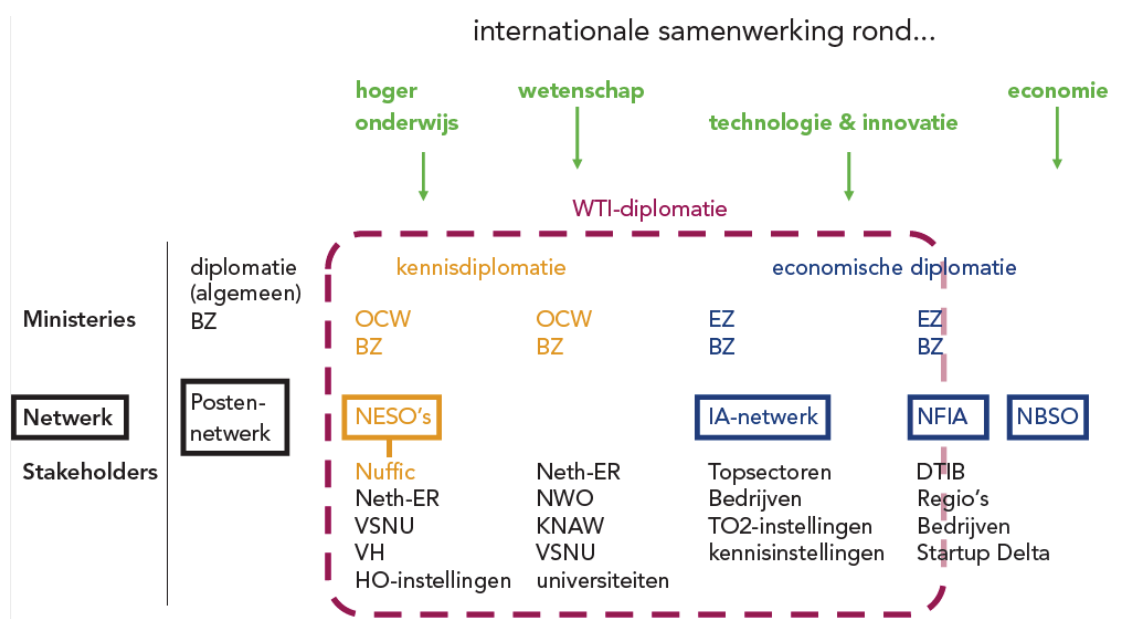 internationale samenwerking rond...
hoger
onderwijs
wetenschap
technologie & innovatie
economie
WTI-diplomatie
diplomatie
(algemeen)
kennisdiplomatie
economische diplomatie
Ministeries
BZ
OCW
BZ
OCW
BZ
EZ
BZ
EZ
BZ
Netwerk
Posten-
netwerk
NESO's
IA-netwerk
NFIA
NBSO
Stakeholders
Nuffic
Neth-ER
VSNU
VH
HO-instellingen
Neth-ER
NWO
KNAW
VSNU
universiteiten
Topsectoren
Bedrijven
TO2-instellingen
kennisinstellingen
DTIB
Regio's
Bedrijven
Startup Delta